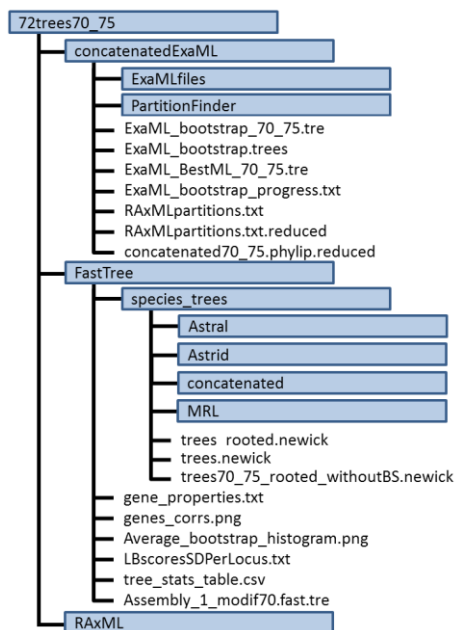 72trees70_75
concatenatedExaML
ExaMLfiles
PartitionFinder
ExaML_bootstrap_70_75.tre
ExaML_bootstrap.trees
ExaML_BestML_70_75.tre
ExaML_bootstrap_progress.txt
RAxMLpartitions.txt
RAxMLpartitions.txt.reduced
concatenated70_75.phylip.reduced
FastTree
species_trees
Astral
Astrid
concatenated
MRL
trees rooted.newick
trees.newick
trees70_75_rooted_withoutBS.newick
gene_properties.txt
genes_corrs.png
Average_bootstrap_histogram.png
LBscoresSDPerLocus.txt
tree_stats_table.csv
Assembly_1_modif70.fast.tre
RAxML